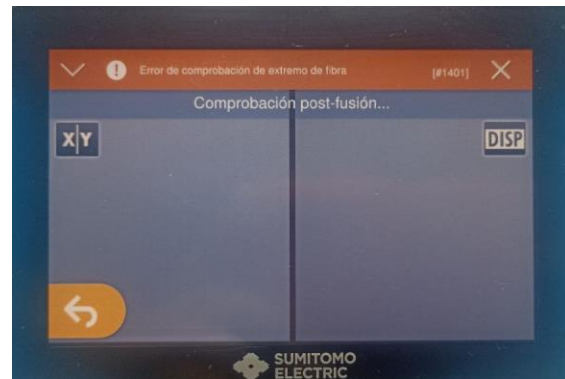 Error de comprobación de extremo de fibra [#1401]
Comprobación post-fusión...
X|Y
DISP
SUMITOMO
ELECTRIC